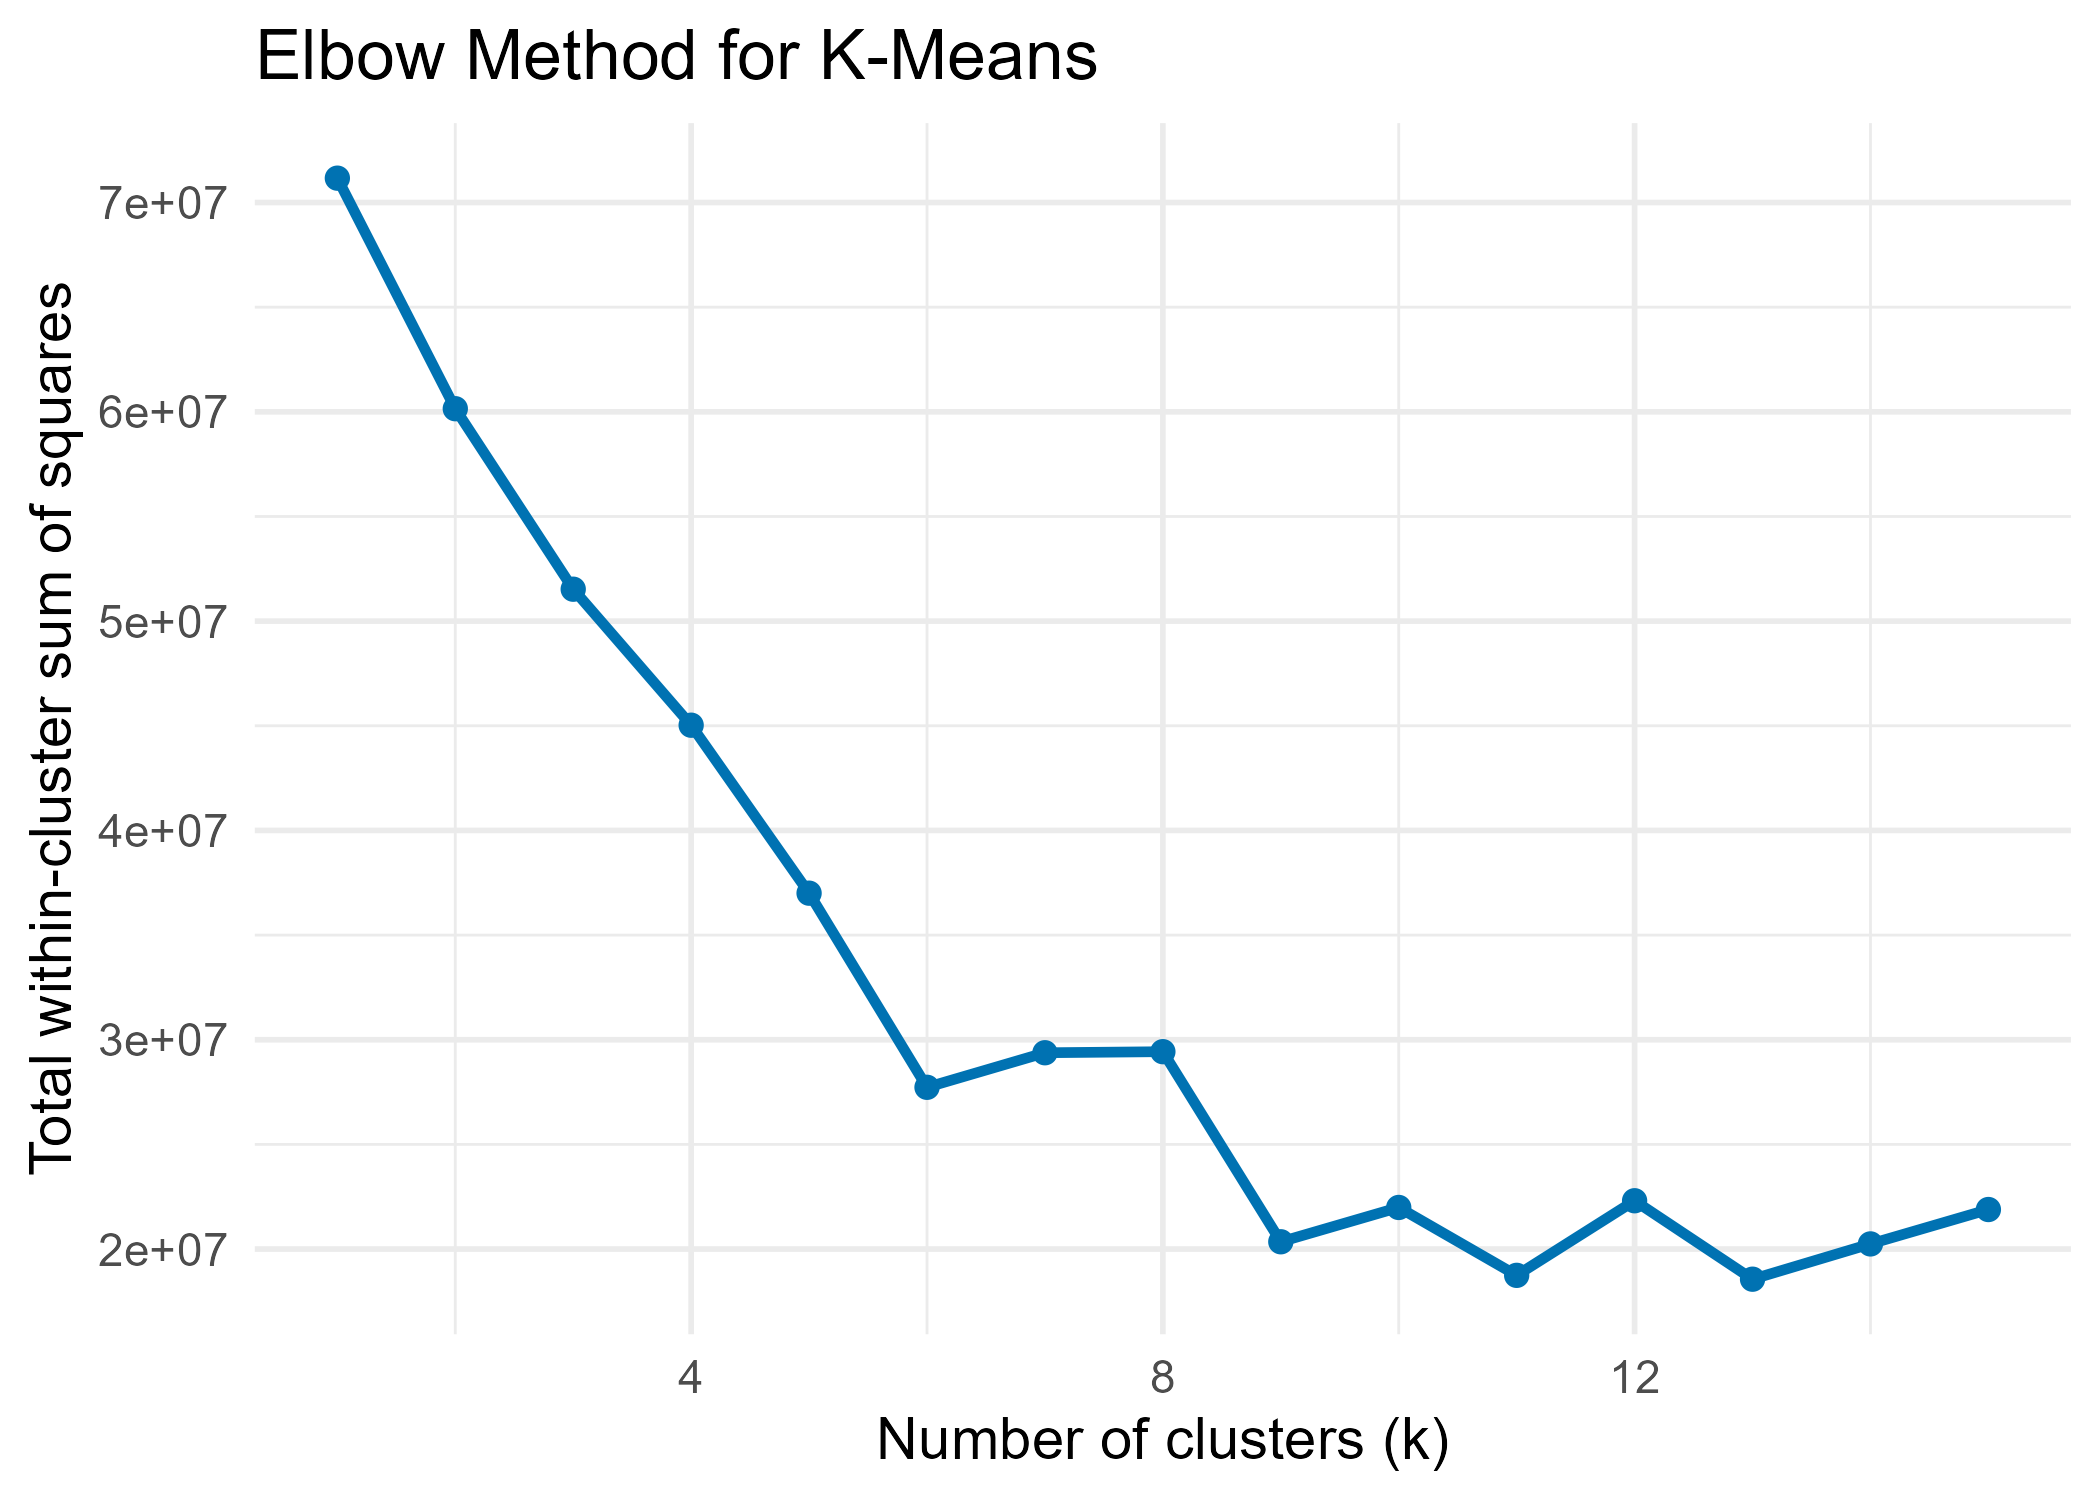 Elbow Method for K-Means
Total within-cluster sum of squares
7e+07
6e+07
5e+07
4e+07
3e+07
2e+07
4 8 12
Number of clusters (k)